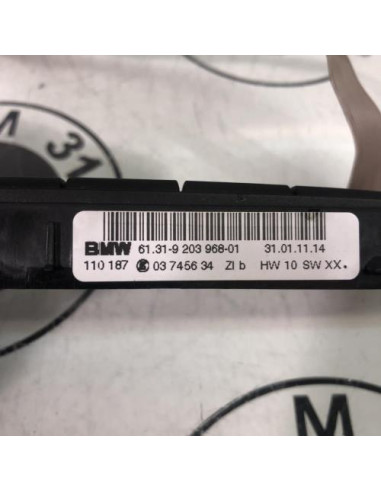 M 31
BMW 61.31-9 203 968-01 31.01.11.14
110 187 03 7456 34 ZI b HW 10 SW XX.
M